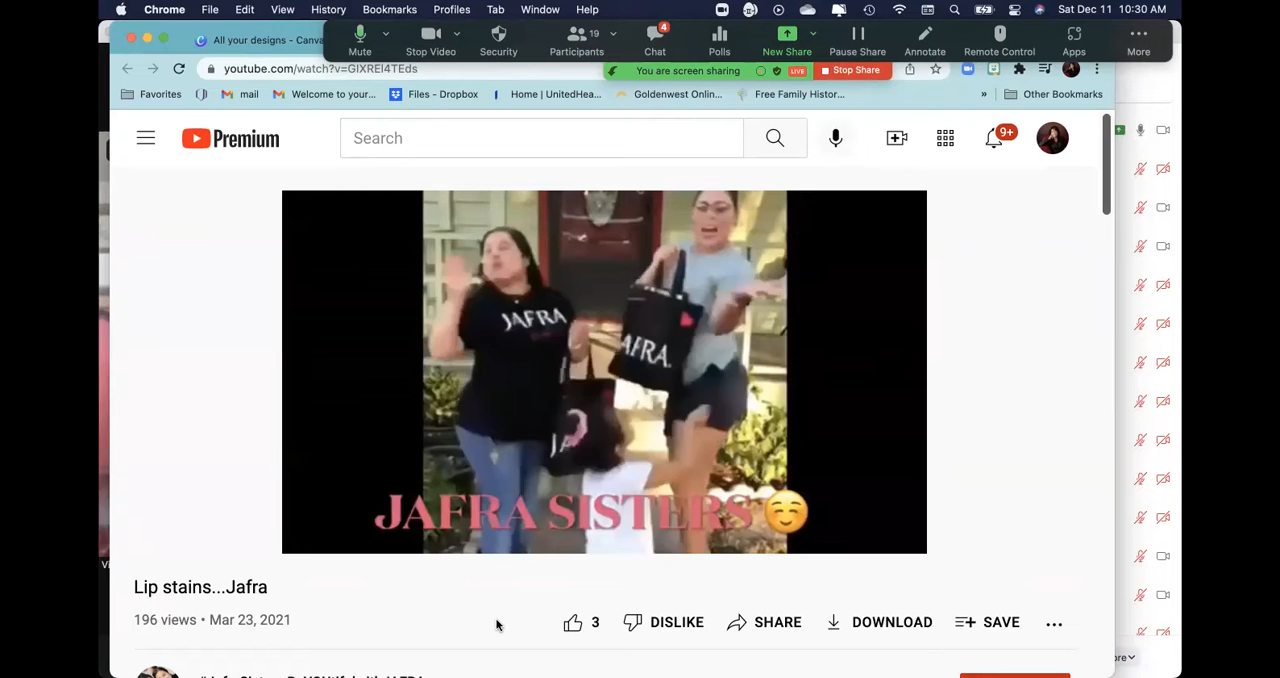 Chrome File Edit View History Bookmarks Profiles Tab Window Help Sat Dec 11 10:30 AM
All your designs - Canva
Mute Stop Video Security Participants 19 Chat 4 Polls New Share Pause Share Annotate Remote Control Apps More
youtube.com/watch?v=GIXREI4TEds
You are screen sharing LIVE Stop Share
Favorites mail Welcome to your... Files - Dropbox Home | UnitedHea... Goldenwest Onlin... Free Family Histor... » Other Bookmarks
Premium Search 9+
JAFRA
AFRA.
JAFRA SISTERS
Lip stains...Jafra
196 views • Mar 23, 2021
3 DISLIKE SHARE DOWNLOAD SAVE